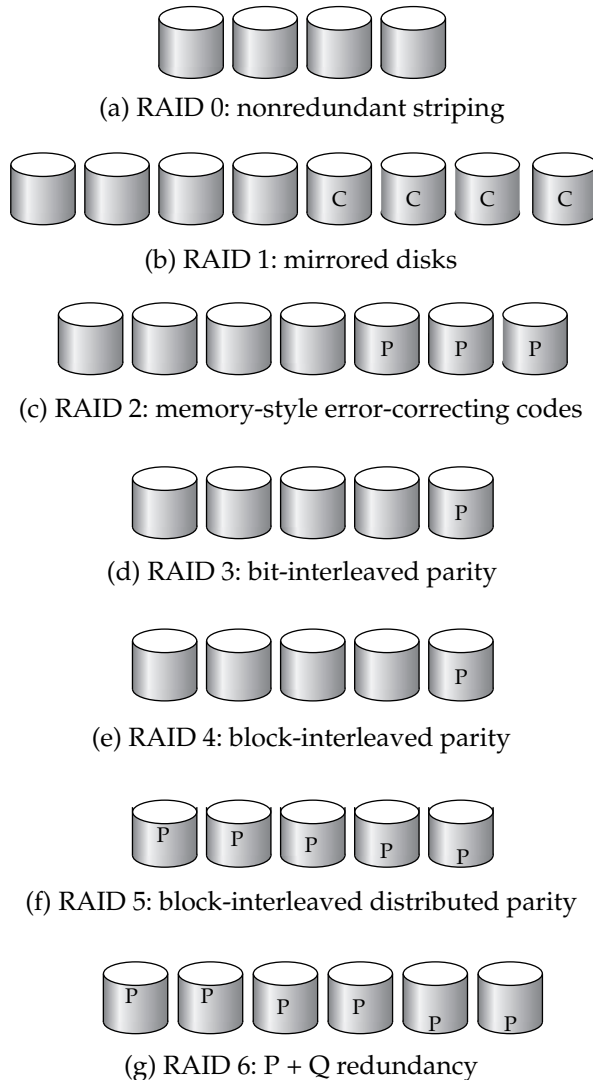 (a) RAID 0: nonredundant striping
C C C C
(b) RAID 1: mirrored disks
P P P
(c) RAID 2: memory-style error-correcting codes
P
(d) RAID 3: bit-interleaved parity
P
(e) RAID 4: block-interleaved parity
P P P P P
(f) RAID 5: block-interleaved distributed parity
P P P P P P
(g) RAID 6: P + Q redundancy